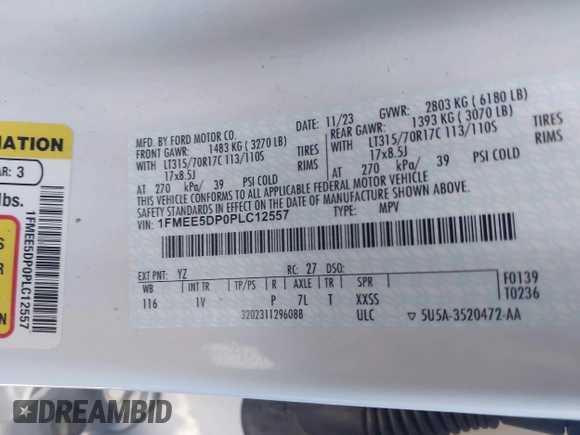 MFD. BY FORD MOTOR CO.
11/23
GVWR: 2803 KG ( 6180 LB)
FRONT GAWR: 1483 KG ( 3270 LB)
REAR GAWR: 1393 KG ( 3070 LB)
LT315/70R17C 113/110S TIRES
LT315/70R17C 113/110S TIRES
17x8.5J RIMS
17x8.5J RIMS
AT 270 kPa/ 39 PSI COLD
AT 270 kPa/ 39 PSI COLD
THIS VEHICLE CONFORMS TO ALL APPLICABLE FEDERAL MOTOR VEHICLE
SAFETY STANDARDS IN EFFECT ON THE DATE OF MANUFACTURE SHOWN ABOVE.
VIN: 1FMEE5DP0PLC12557
TYPE: MPV
EXT PNT: YZ RC: 27 DSO:
WB INT TR TP/PS R AXLE TR SPR
116 1V P 7L T XXSS
F0139
T0236
3202311296088 ULC
▽ 5U5A-3520472-AA
MATION
AR: 3
lbs.
1FMEE5DP0PLC12557
DREAMBID